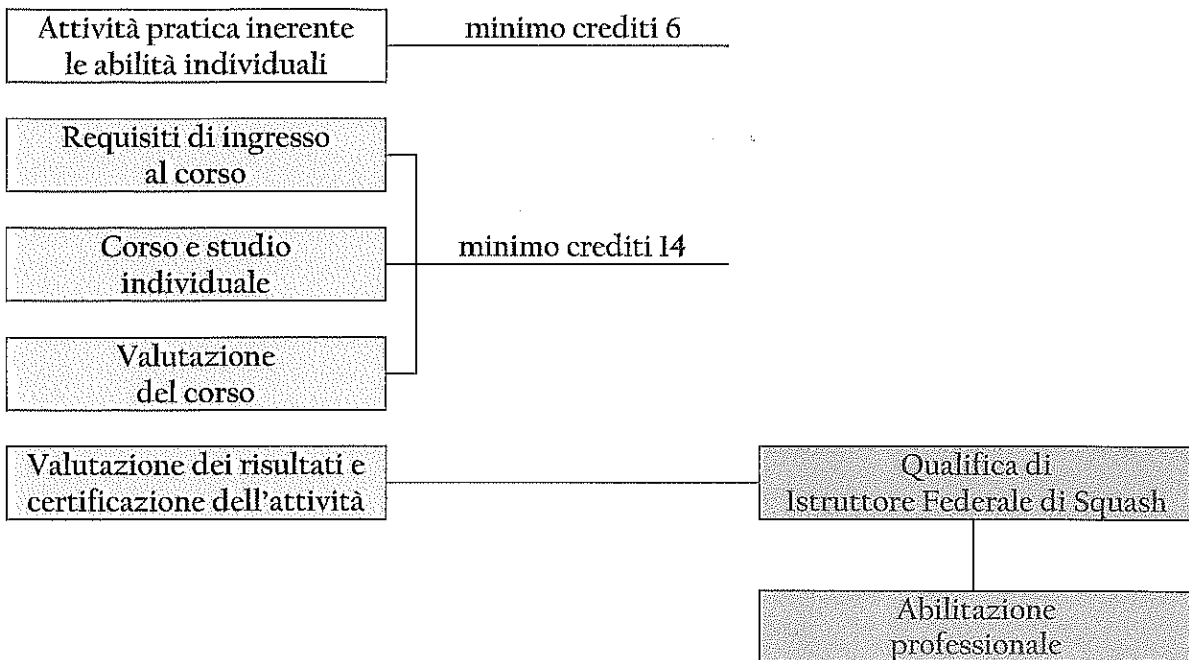 Attività pratica inerente
le abilità individuali
minimo crediti 6
Requisiti di ingresso
al corso
Corso e studio
individuale
minimo crediti 14
Valutazione
del corso
Valutazione dei risultati e
certificazione dell'attività
Qualifica di
Istruttore Federale di Squash
Abilitazione
professionale